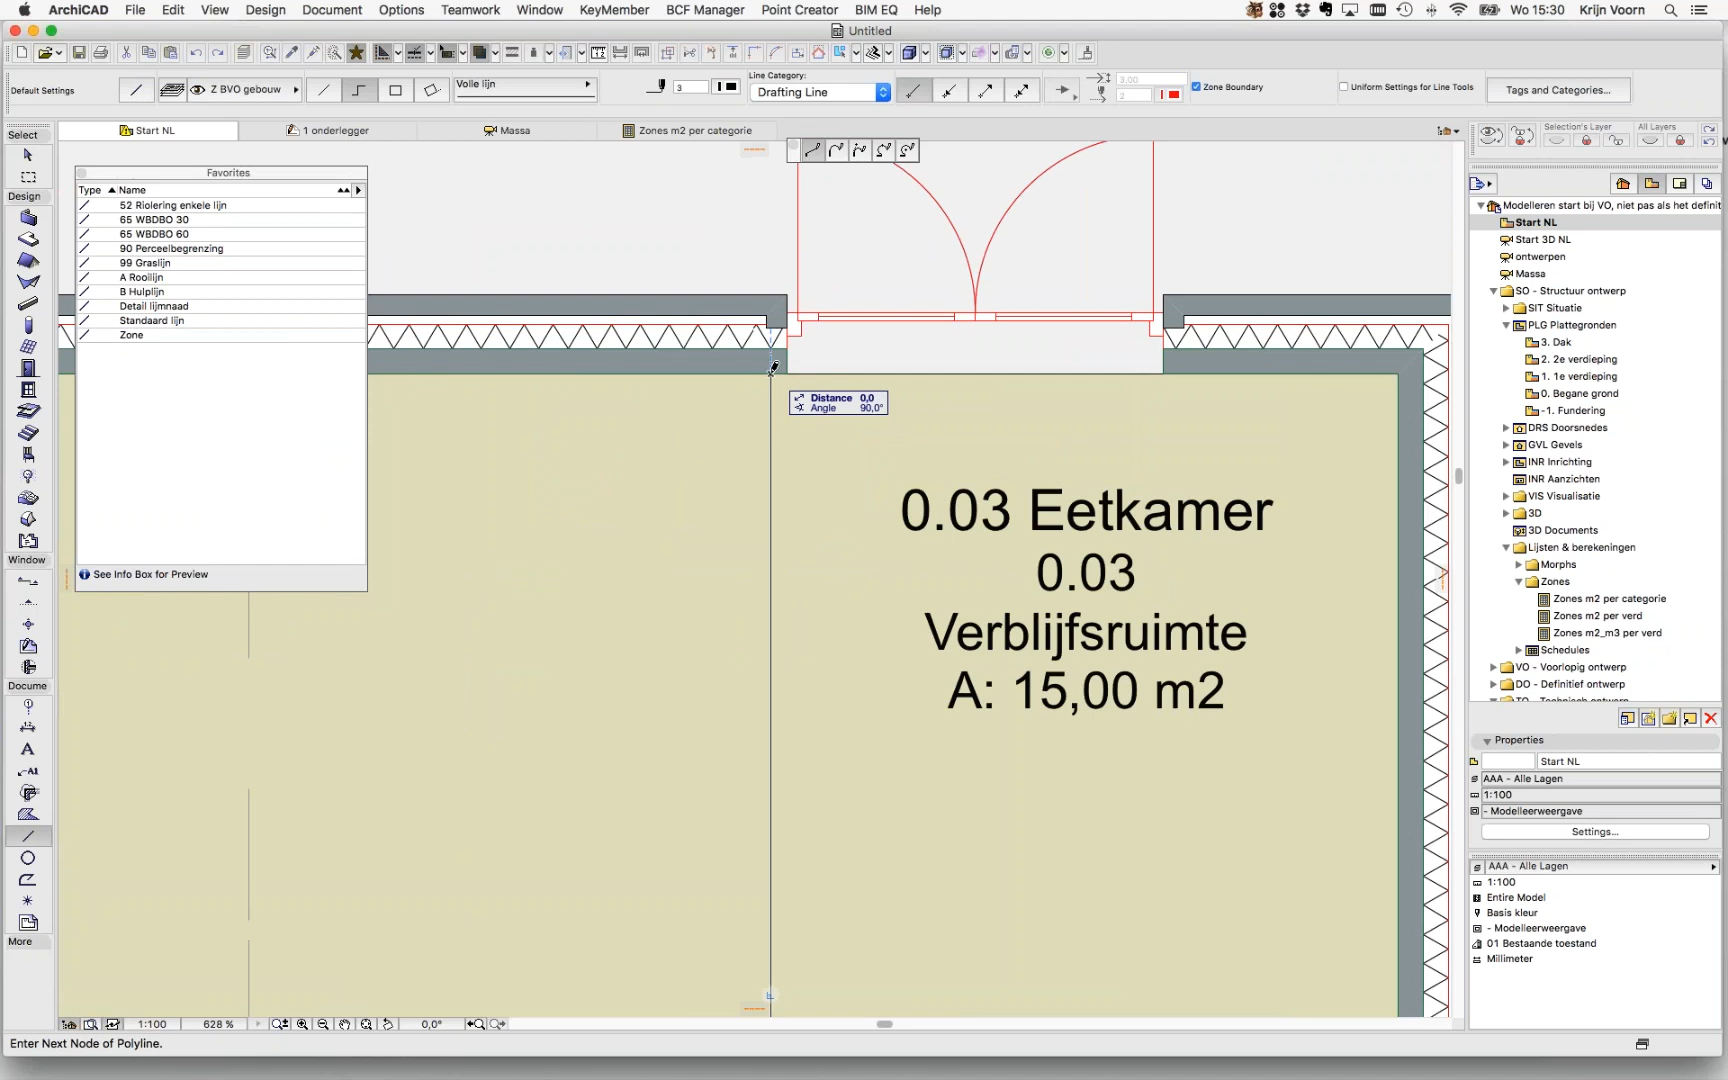 ArchiCAD File Edit View Design Document Options Teamwork Window KeyMember BCF Manager Point Creator BIM EQ Help Wo 15:30 Krijn Voorn
Untitled
Default Settings Z BVO gebouw Volle lijn 3 Line Category: Drafting Line 3,00 2 Zone Boundary Uniform Settings for Line Tools Tags and Categories...
Select Start NL 1 onderlegger Massa Zones m2 per categorie Selection's Layer All Layers
Favorites
Type Name
52 Riolering enkele lijn
65 WBDBO 30
65 WBDBO 60
90 Perceelbegrenzing
99 Graslijn
A Rooilijn
B Hulplijn
Detail lijmnaad
Standaard lijn
Zone
See Info Box for Preview
Design
Window
Docume
More
A
A1
1.2
Distance 0,0
Angle 90,0°
0.03 Eetkamer
0.03
Verblijfsruimte
A: 15,00 m2
Modelleren start bij VO, niet pas als het definit
Start NL
Start 3D NL
ontwerpen
Massa
SO - Structuur ontwerp
SIT Situatie
PLG Plattegronden
3. Dak
2. 2e verdieping
1. 1e verdieping
0. Begane grond
-1. Fundering
DRS Doorsnedes
GVL Gevels
INR Inrichting
INR Aanzichten
VIS Visualisatie
3D
3D Documents
Lijsten & berekeningen
Morphs
Zones
Zones m2 per categorie
Zones m2 per verd
Zones m2_m3 per verd
Schedules
VO - Voorlopig ontwerp
DO - Definitief ontwerp
Properties
Start NL
AAA - Alle Lagen
1:100
- Modelleerweergave
Settings...
AAA - Alle Lagen
1:100
Entire Model
Basis kleur
- Modelleerweergave
01 Bestaande toestand
Millimeter
1:100 628 % 0,0°
Enter Next Node of Polyline.